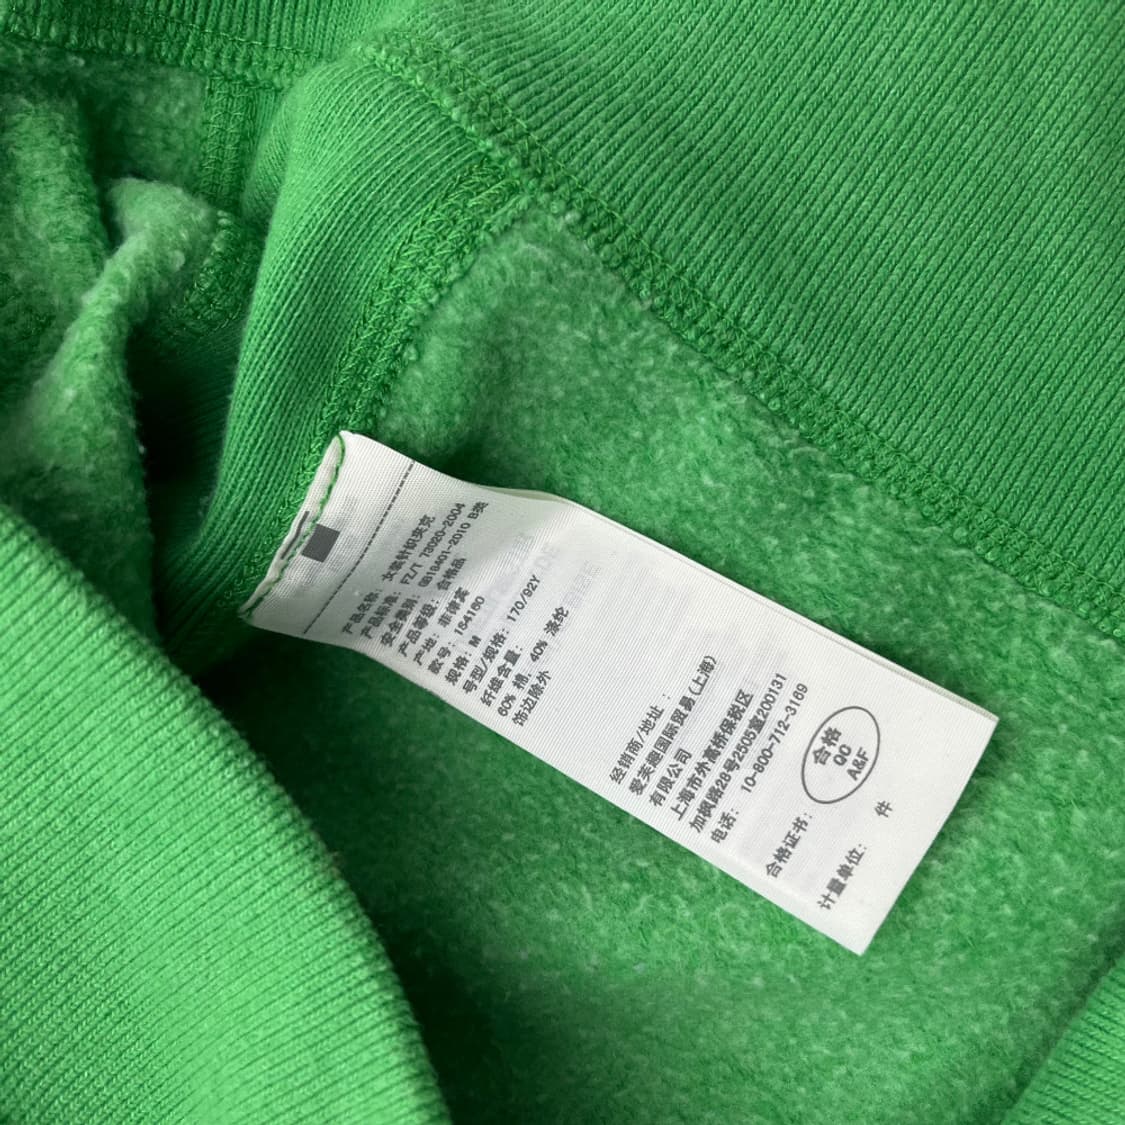 产品名称: 女装针织夹克
产品标准: FZ/T 73020-2004
安全类别: GB18401-2010 B类
产品等级: 合格品
产地: 菲律宾
款号: 164160
规格: M
号型/规格: 170/92Y
纤维含量:
60% 棉, 40% 涤纶
饰边除外
经销商/地址:
爱芙趣国际贸易(上海)
有限公司
上海市外高桥保税区
加枫路28号2505室200131
电话: 10-800-712-3169
合格证书:
合格
QC
A&F
计量单位: 件